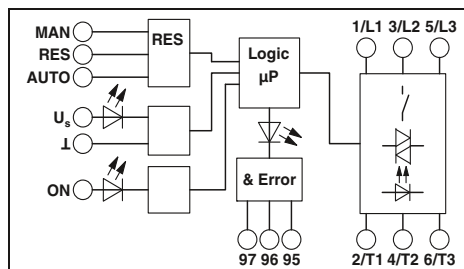 MAN
RES
AUTO
RES
Us
⊥
ON
Logic
µP
& Error
97 96 95
1/L1 3/L2 5/L3
2/T1 4/T2 6/T3